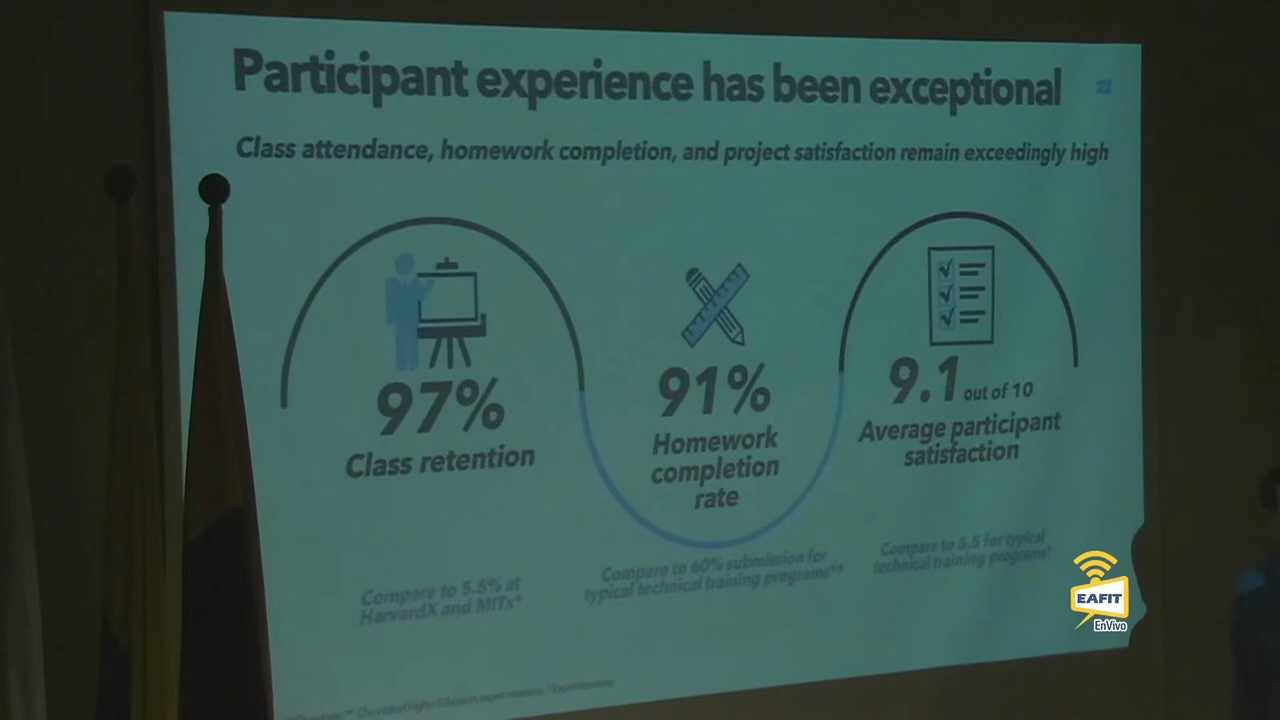 Participant experience has been exceptional
22
Class attendance, homework completion, and project satisfaction remain exceedingly high
97%
Class retention
Compare to 5.5% at
HarvardX and MITx*
91%
Homework
completion
rate
Compare to 60% submission for
typical technical training programs**
9.1 out of 10
Average participant
satisfaction
Compare to 5.5 for typical
technical training programs
EAFIT
EnVivo